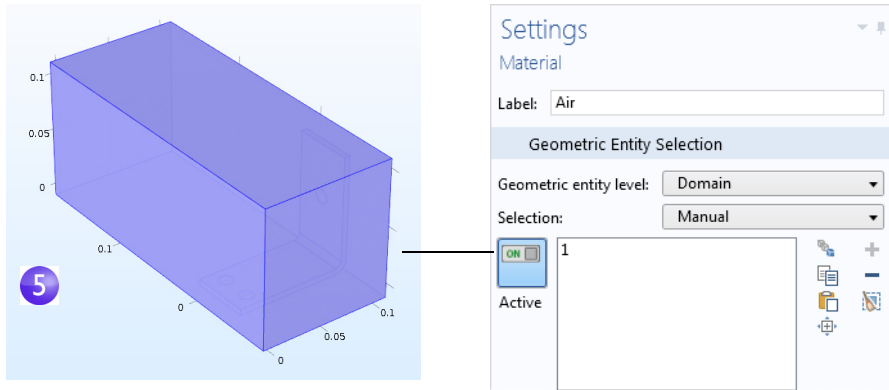 0.1
0.05
0
0.1
0
0
0.05
0.1
5
Settings
Material
Label: Air
Geometric Entity Selection
Geometric entity level: Domain
Selection: Manual
ON
1
Active